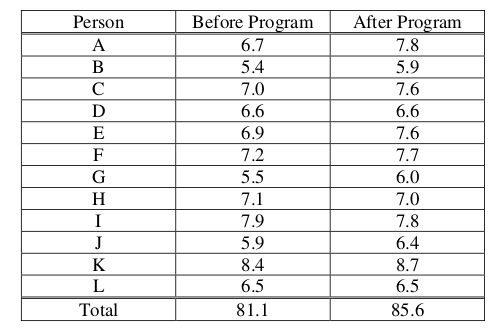 Person Before Program After Program
A 6.7 7.8
B 5.4 5.9
C 7.0 7.6
D 6.6 6.6
E 6.9 7.6
F 7.2 7.7
G 5.5 6.0
H 7.1 7.0
I 7.9 7.8
J 5.9 6.4
K 8.4 8.7
L 6.5 6.5
Total 81.1 85.6